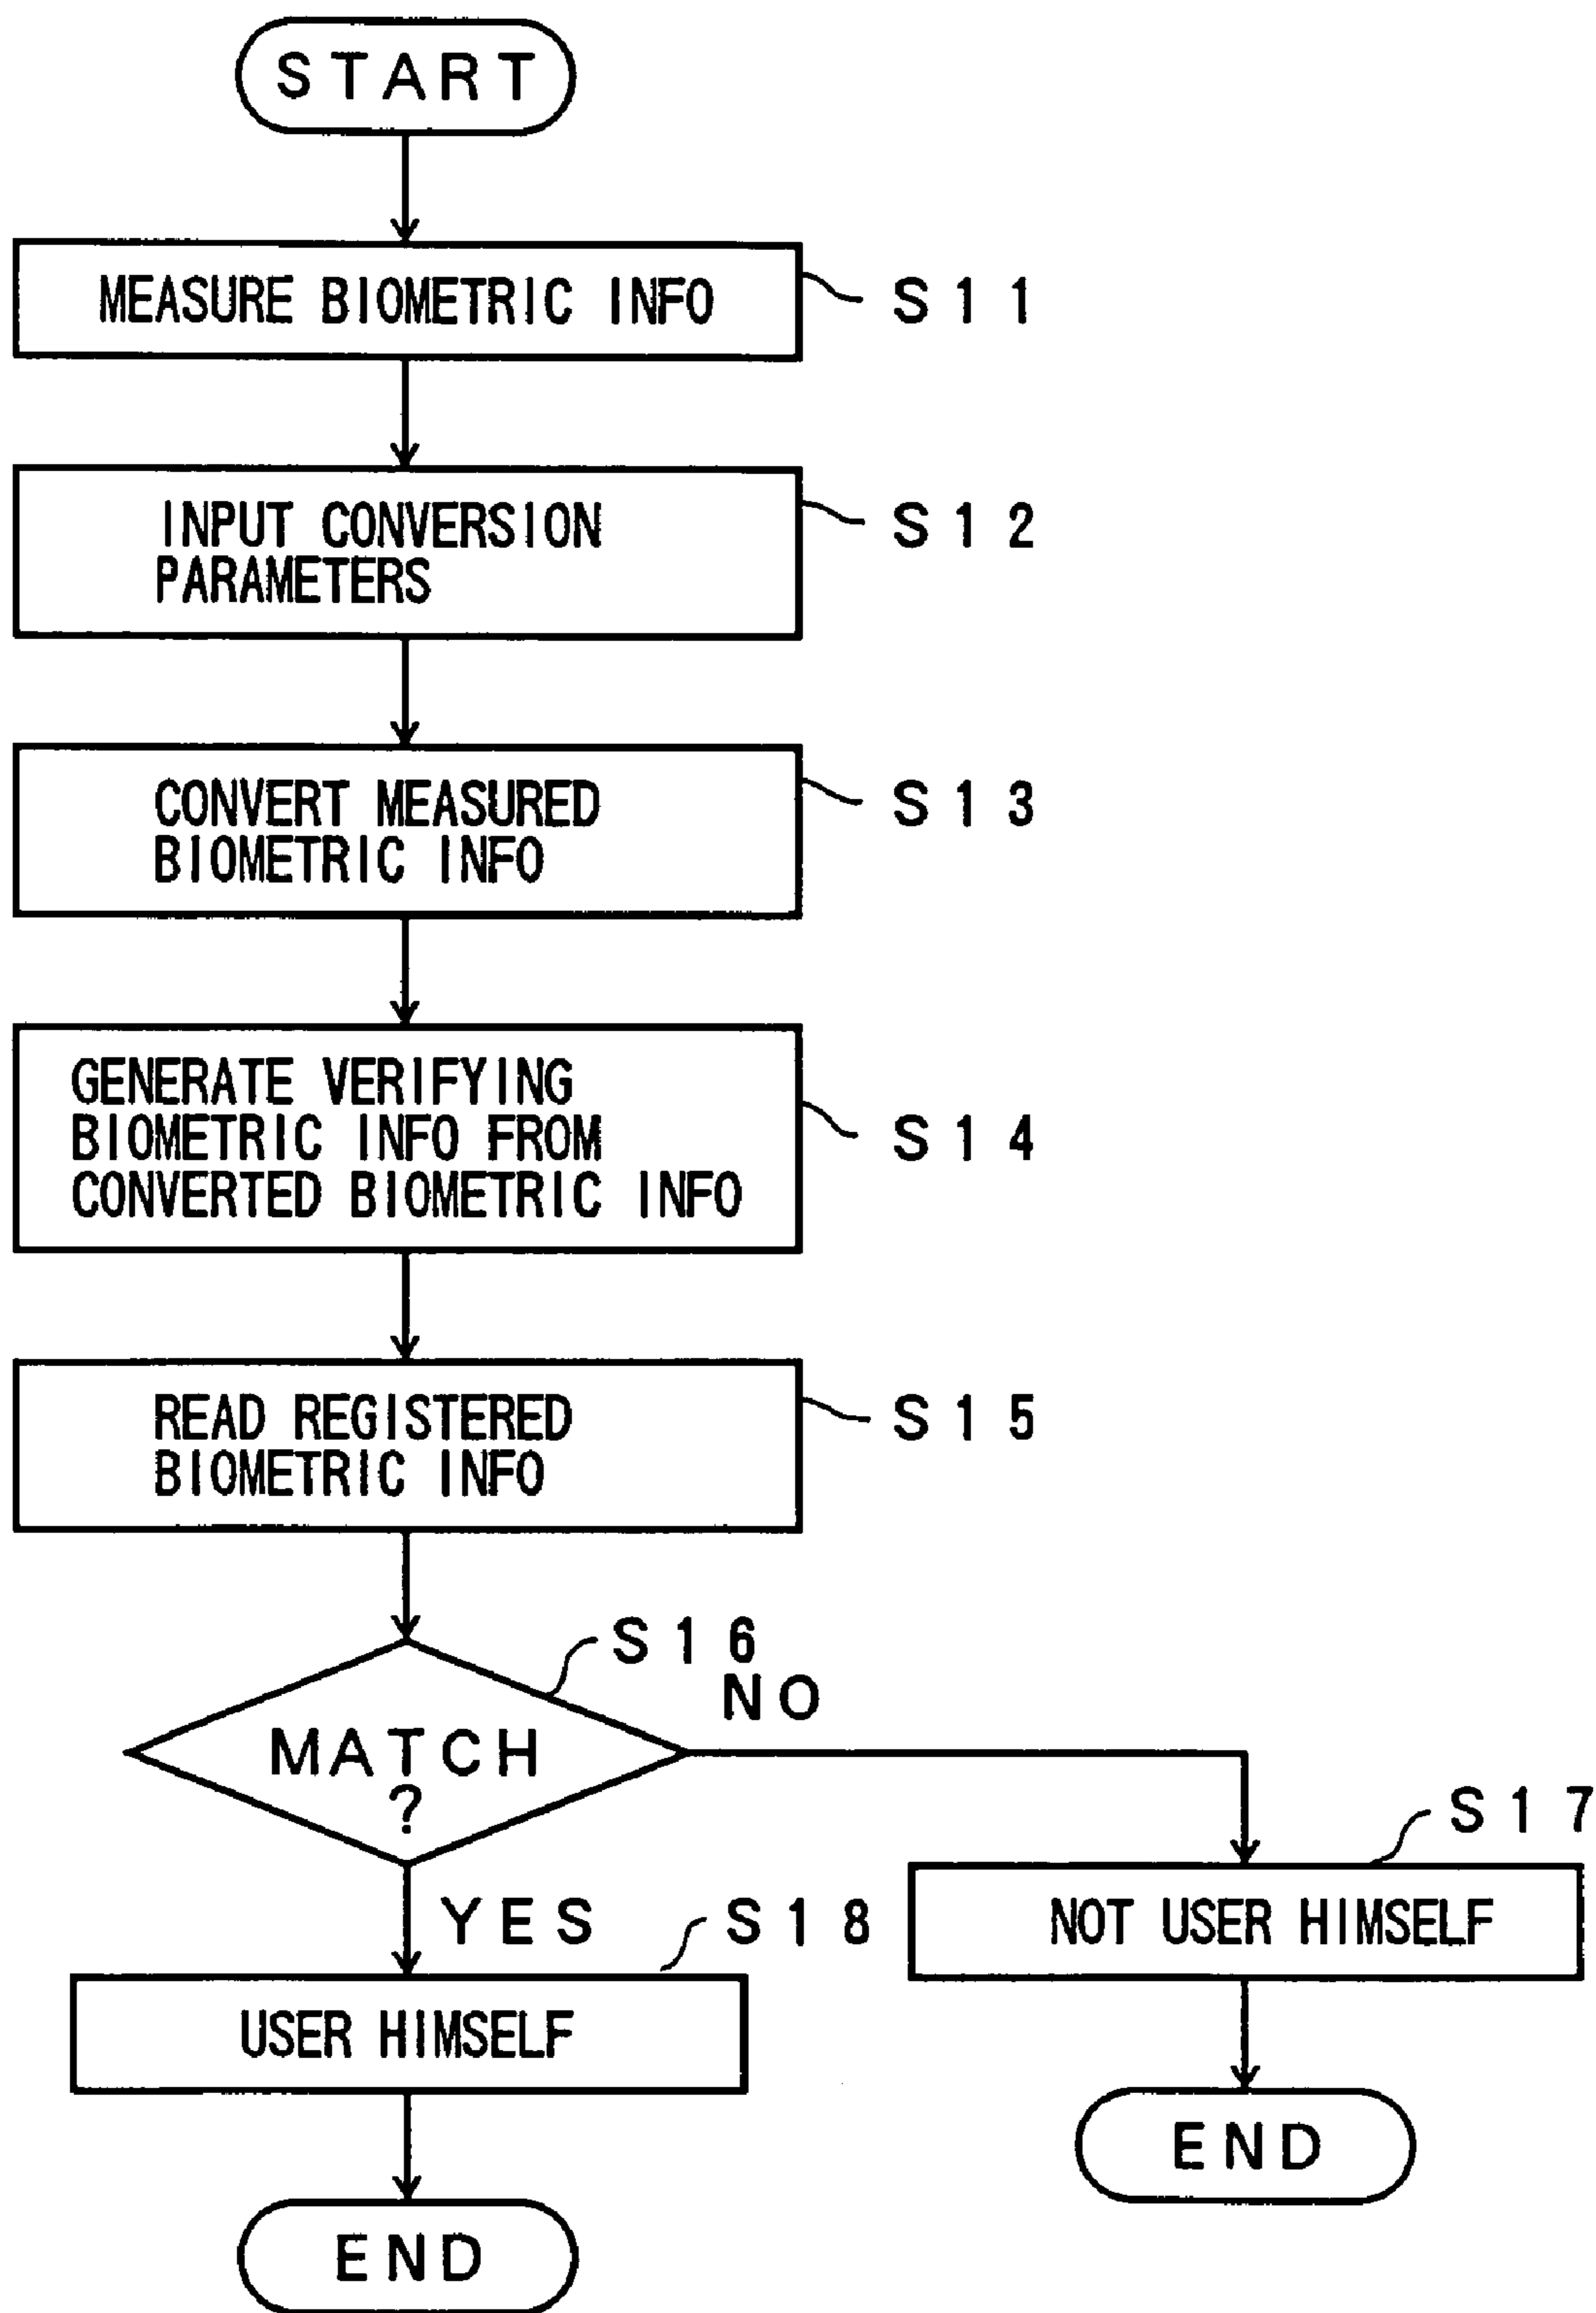 START
MEASURE BIOMETRIC INFO
S11
INPUT CONVERSION
PARAMETERS
S12
CONVERT MEASURED
BIOMETRIC INFO
S13
GENERATE VERIFYING
BIOMETRIC INFO FROM
CONVERTED BIOMETRIC INFO
S14
READ REGISTERED
BIOMETRIC INFO
S15
S16
NO
MATCH
?
S17
NOT USER HIMSELF
YES
S18
USER HIMSELF
END
END